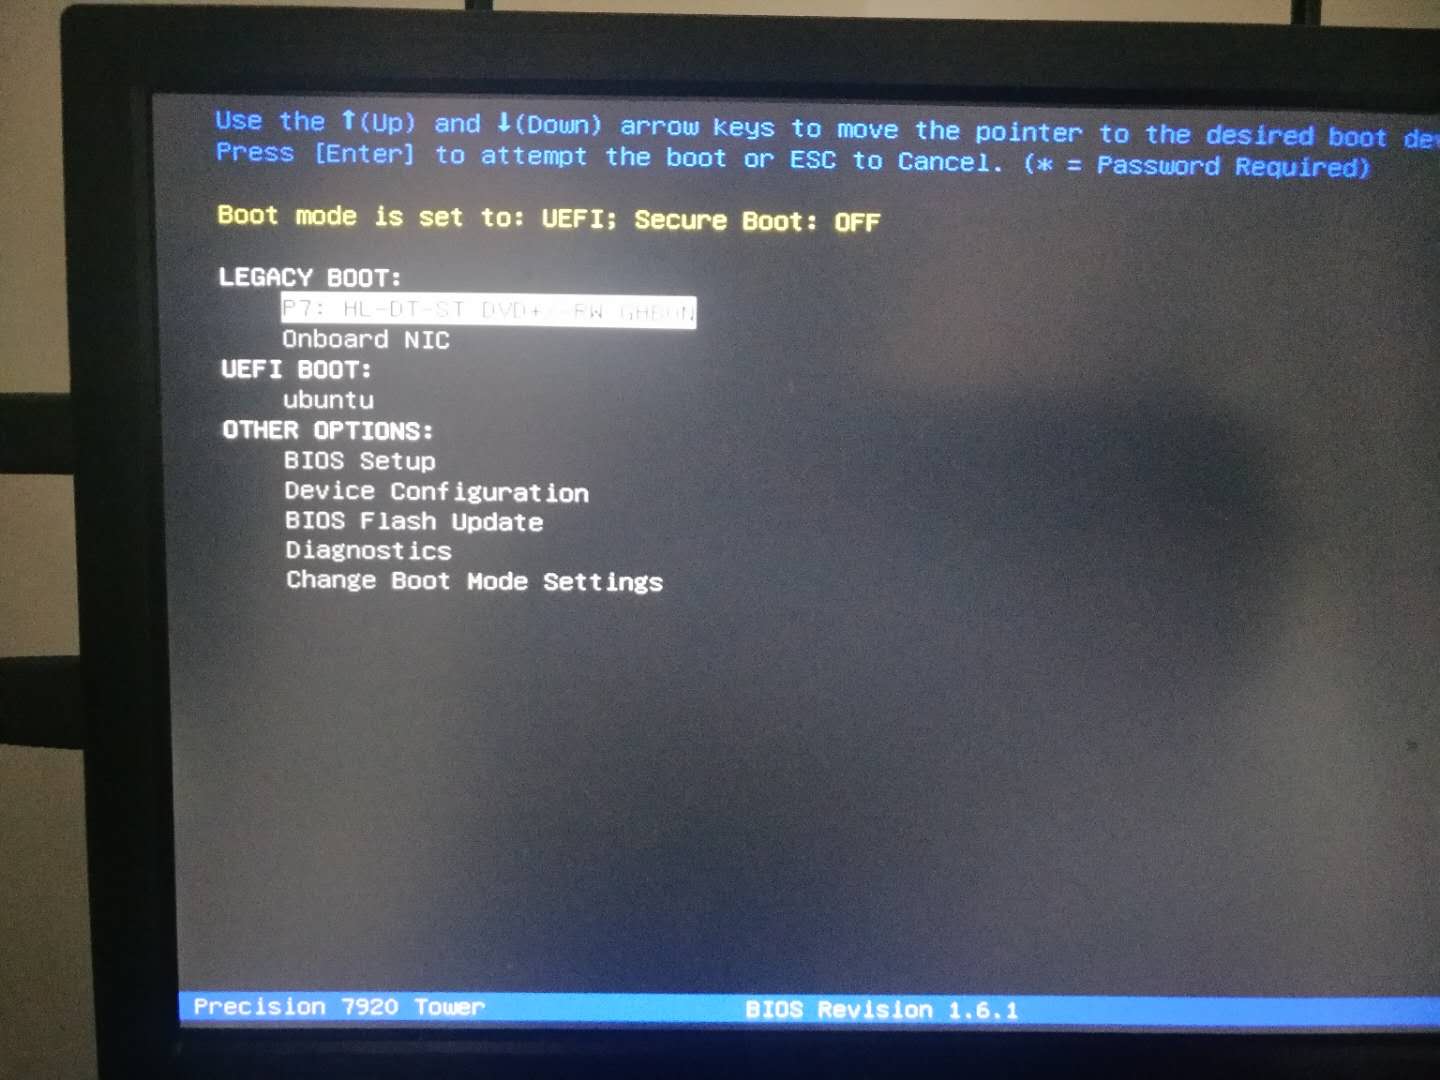 Use the ↑(Up) and ↓(Down) arrow keys to move the pointer to the desired boot
Press [Enter] to attempt the boot or ESC to Cancel. (* = Password Required)
Boot mode is set to: UEFI; Secure Boot: OFF
LEGACY BOOT:
P7: HL-DT-ST DVD+/-RW
Onboard NIC
UEFI BOOT:
ubuntu
OTHER OPTIONS:
BIOS Setup
Device Configuration
BIOS Flash Update
Diagnostics
Change Boot Mode Settings
Precision 7920 Tower
BIOS Revision 1.6.1